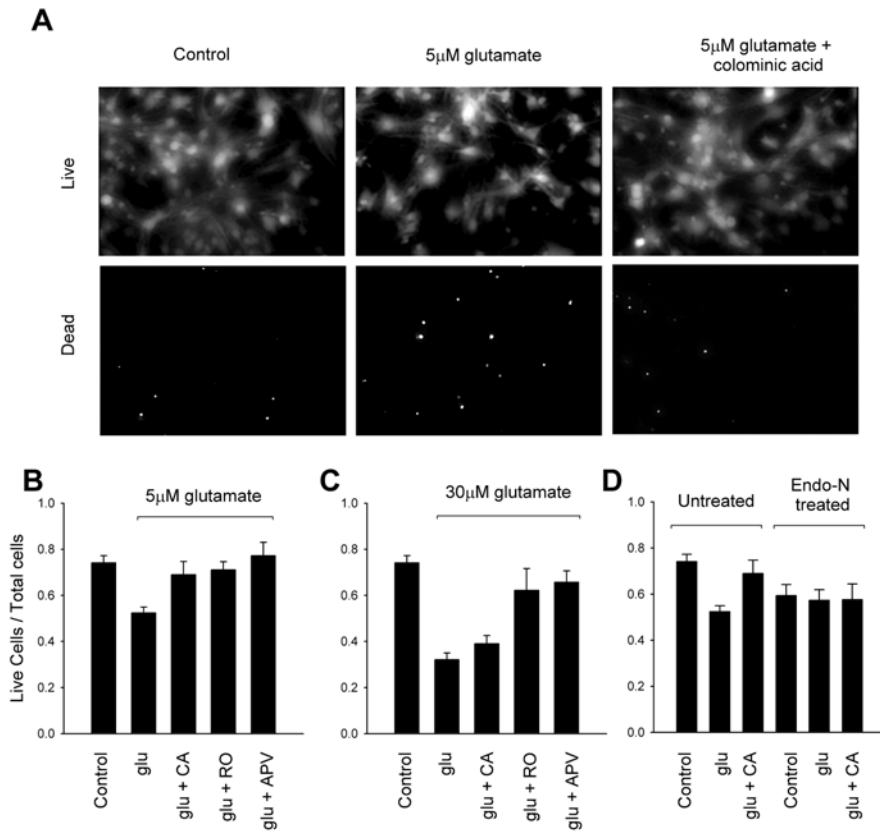 A
Control
5μM glutamate
5μM glutamate +
colominic acid
Live
Dead
B
5μM glutamate
Live Cells / Total cells
1.0
0.8
0.6
0.4
0.2
0.0
Control
glu
glu + CA
glu + RO
glu + APV
C
30μM glutamate
1.0
0.8
0.6
0.4
0.2
0.0
Control
glu
glu + CA
glu + RO
glu + APV
D
Untreated
Endo-N
treated
1.0
0.8
0.6
0.4
0.2
0.0
Control
glu
glu + CA
Control
glu
glu + CA